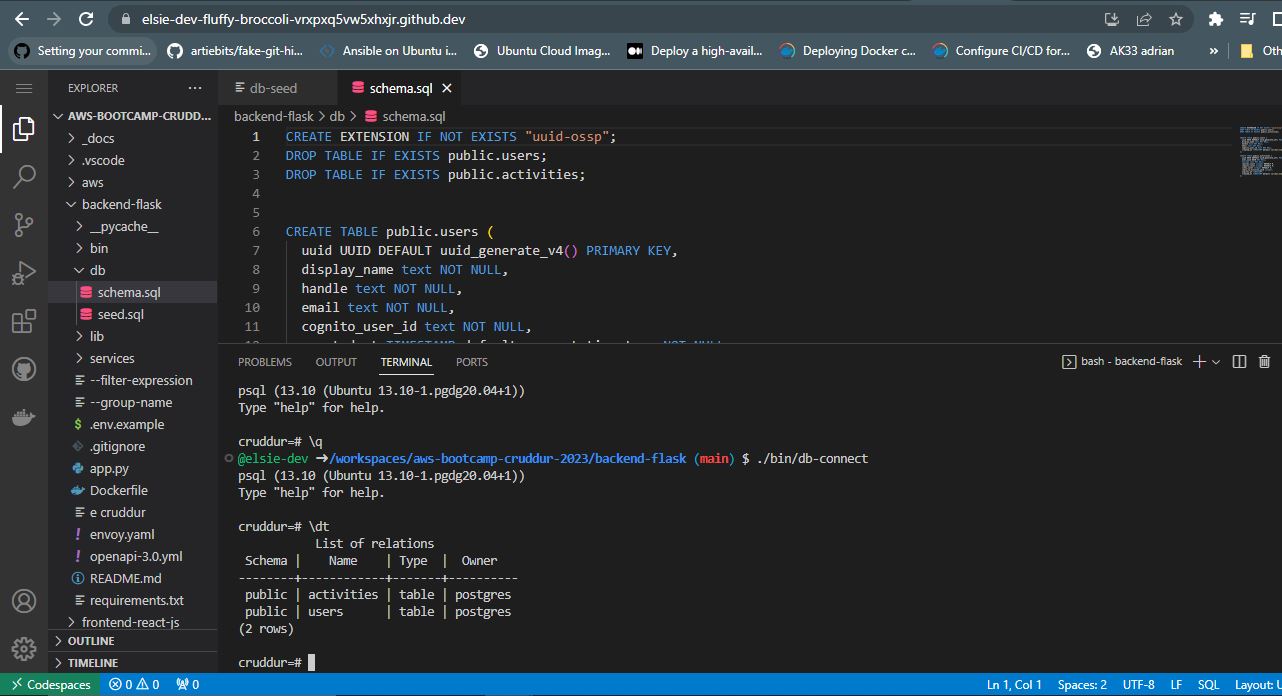 elsie-dev-fluffy-broccoli-vrxpxq5vw5xhxjr.github.dev
Setting your commi... artiebits/fake-git-hi... Ansible on Ubuntu i... Ubuntu Cloud Imag... Deploy a high-avail... Deploying Docker c... Configure CI/CD for... AK33 adrian » Oth
EXPLORER ...
AWS-BOOTCAMP-CRUDD...
_docs
.vscode
aws
backend-flask
__pycache__
bin
db
schema.sql
seed.sql
lib
services
--filter-expression
--group-name
.env.example
.gitignore
app.py
Dockerfile
e cruddur
envoy.yaml
openapi-3.0.yml
README.md
requirements.txt
frontend-react-js
OUTLINE
TIMELINE
db-seed schema.sql
backend-flask > db > schema.sql
1 CREATE EXTENSION IF NOT EXISTS "uuid-ossp";
2 DROP TABLE IF EXISTS public.users;
3 DROP TABLE IF EXISTS public.activities;
4
5
6 CREATE TABLE public.users (
7 uuid UUID DEFAULT uuid_generate_v4() PRIMARY KEY,
8 display_name text NOT NULL,
9 handle text NOT NULL,
10 email text NOT NULL,
11 cognito_user_id text NOT NULL,
PROBLEMS OUTPUT TERMINAL PORTS bash - backend-flask
psql (13.10 (Ubuntu 13.10-1.pgdg20.04+1))
Type "help" for help.
cruddur=# \q
@elsie-dev ➜/workspaces/aws-bootcamp-cruddur-2023/backend-flask (main) $ ./bin/db-connect
psql (13.10 (Ubuntu 13.10-1.pgdg20.04+1))
Type "help" for help.
cruddur=# \dt
List of relations
Schema | Name | Type | Owner
--------+------------+-------+----------
public | activities | table | postgres
public | users | table | postgres
(2 rows)
cruddur=#
Codespaces 0 0 0 Ln 1, Col 1 Spaces: 2 UTF-8 LF SQL Layout: U